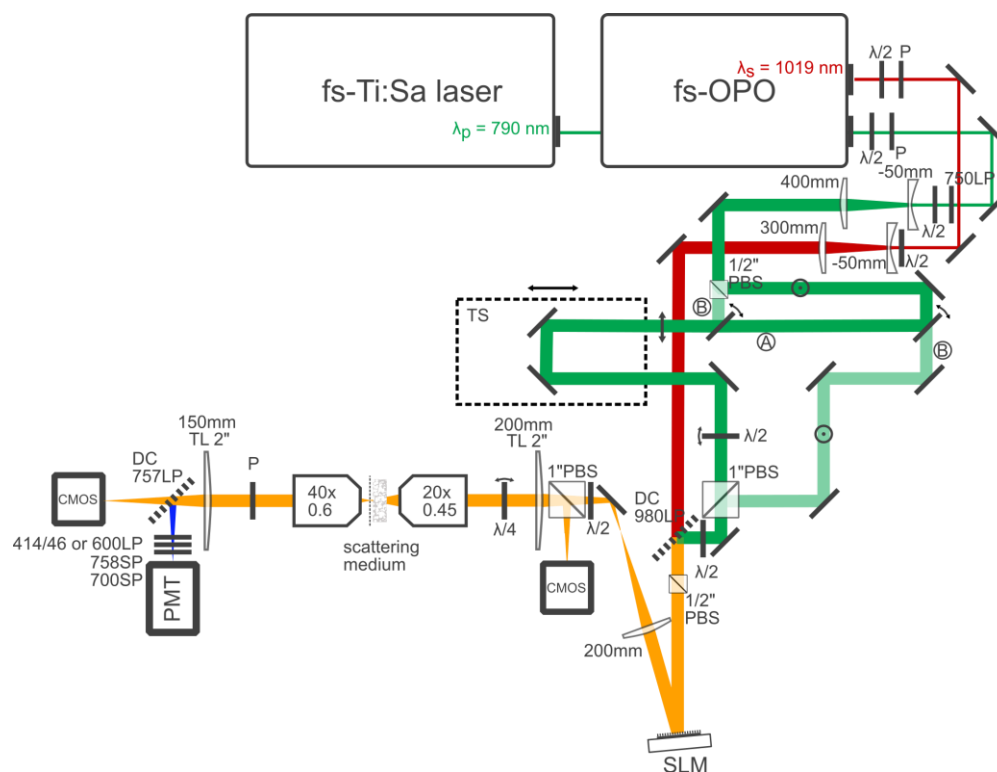 fs-Ti:Sa laser
λp = 790 nm
fs-OPO
λs = 1019 nm
λ/2 P
λ/2
P
-50mm
750LP
400mm
λ/2
300mm
-50mm
λ/2
1/2"
PBS
B
TS
A
B
λ/2
1"PBS
DC
980LP
λ/2
1/2"
PBS
200mm
SLM
200mm
TL 2"
1"PBS
λ/2
CMOS
λ/4
20x
0.45
scattering
medium
40x
0.6
P
150mm
TL 2"
DC
757LP
CMOS
414/46 or 600LP
758SP
700SP
PMT